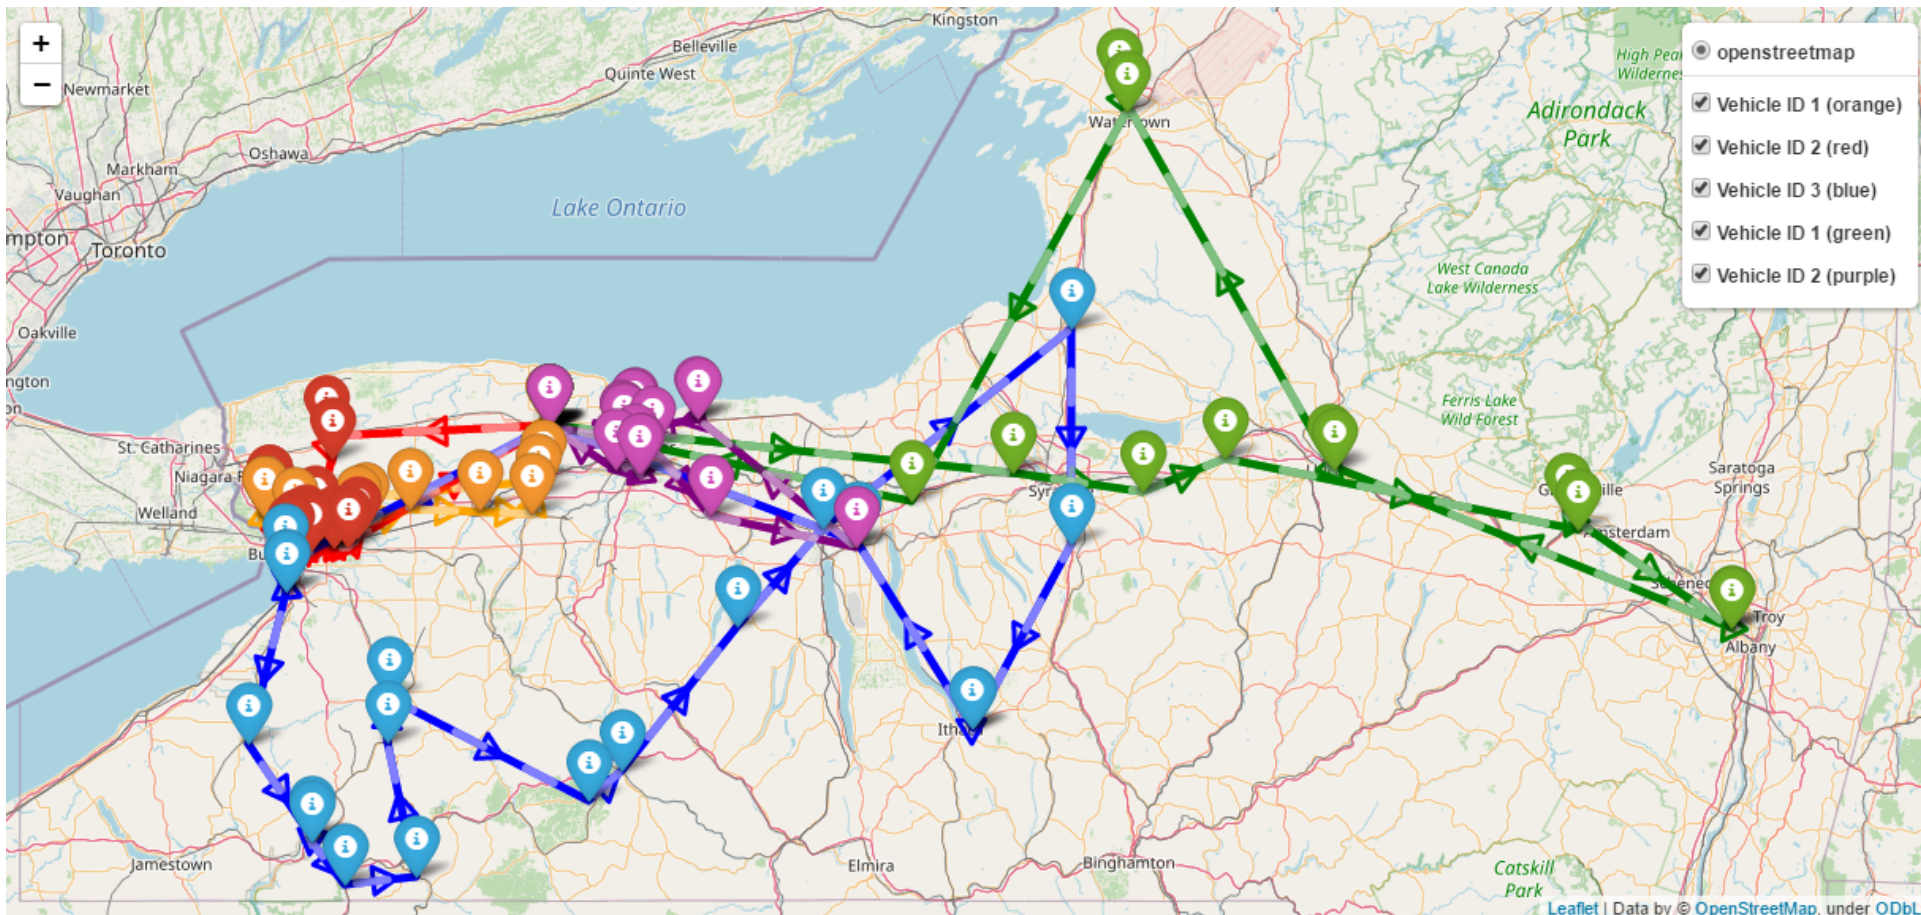 Kingston
Belleville
Quinte West
+
−
Newmarket
openstreetmap
Vehicle ID 1 (orange)
Vehicle ID 2 (red)
Vehicle ID 3 (blue)
Vehicle ID 1 (green)
Vehicle ID 2 (purple)
Adirondack
Park
Markham
Oshawa
Vaughan
Lake Ontario
mpton
Toronto
West Canada
Lake Wilderness
Oakville
ngton
on
Ferris Lake
Wild Forest
St. Catharines
Niagara F
Saratoga
Springs
Welland
Amsterdam
Troy
Albany
Jamestown
Elmira
Binghamton
Catskill
Park
Leaflet | Data by © OpenStreetMap, under ODbL